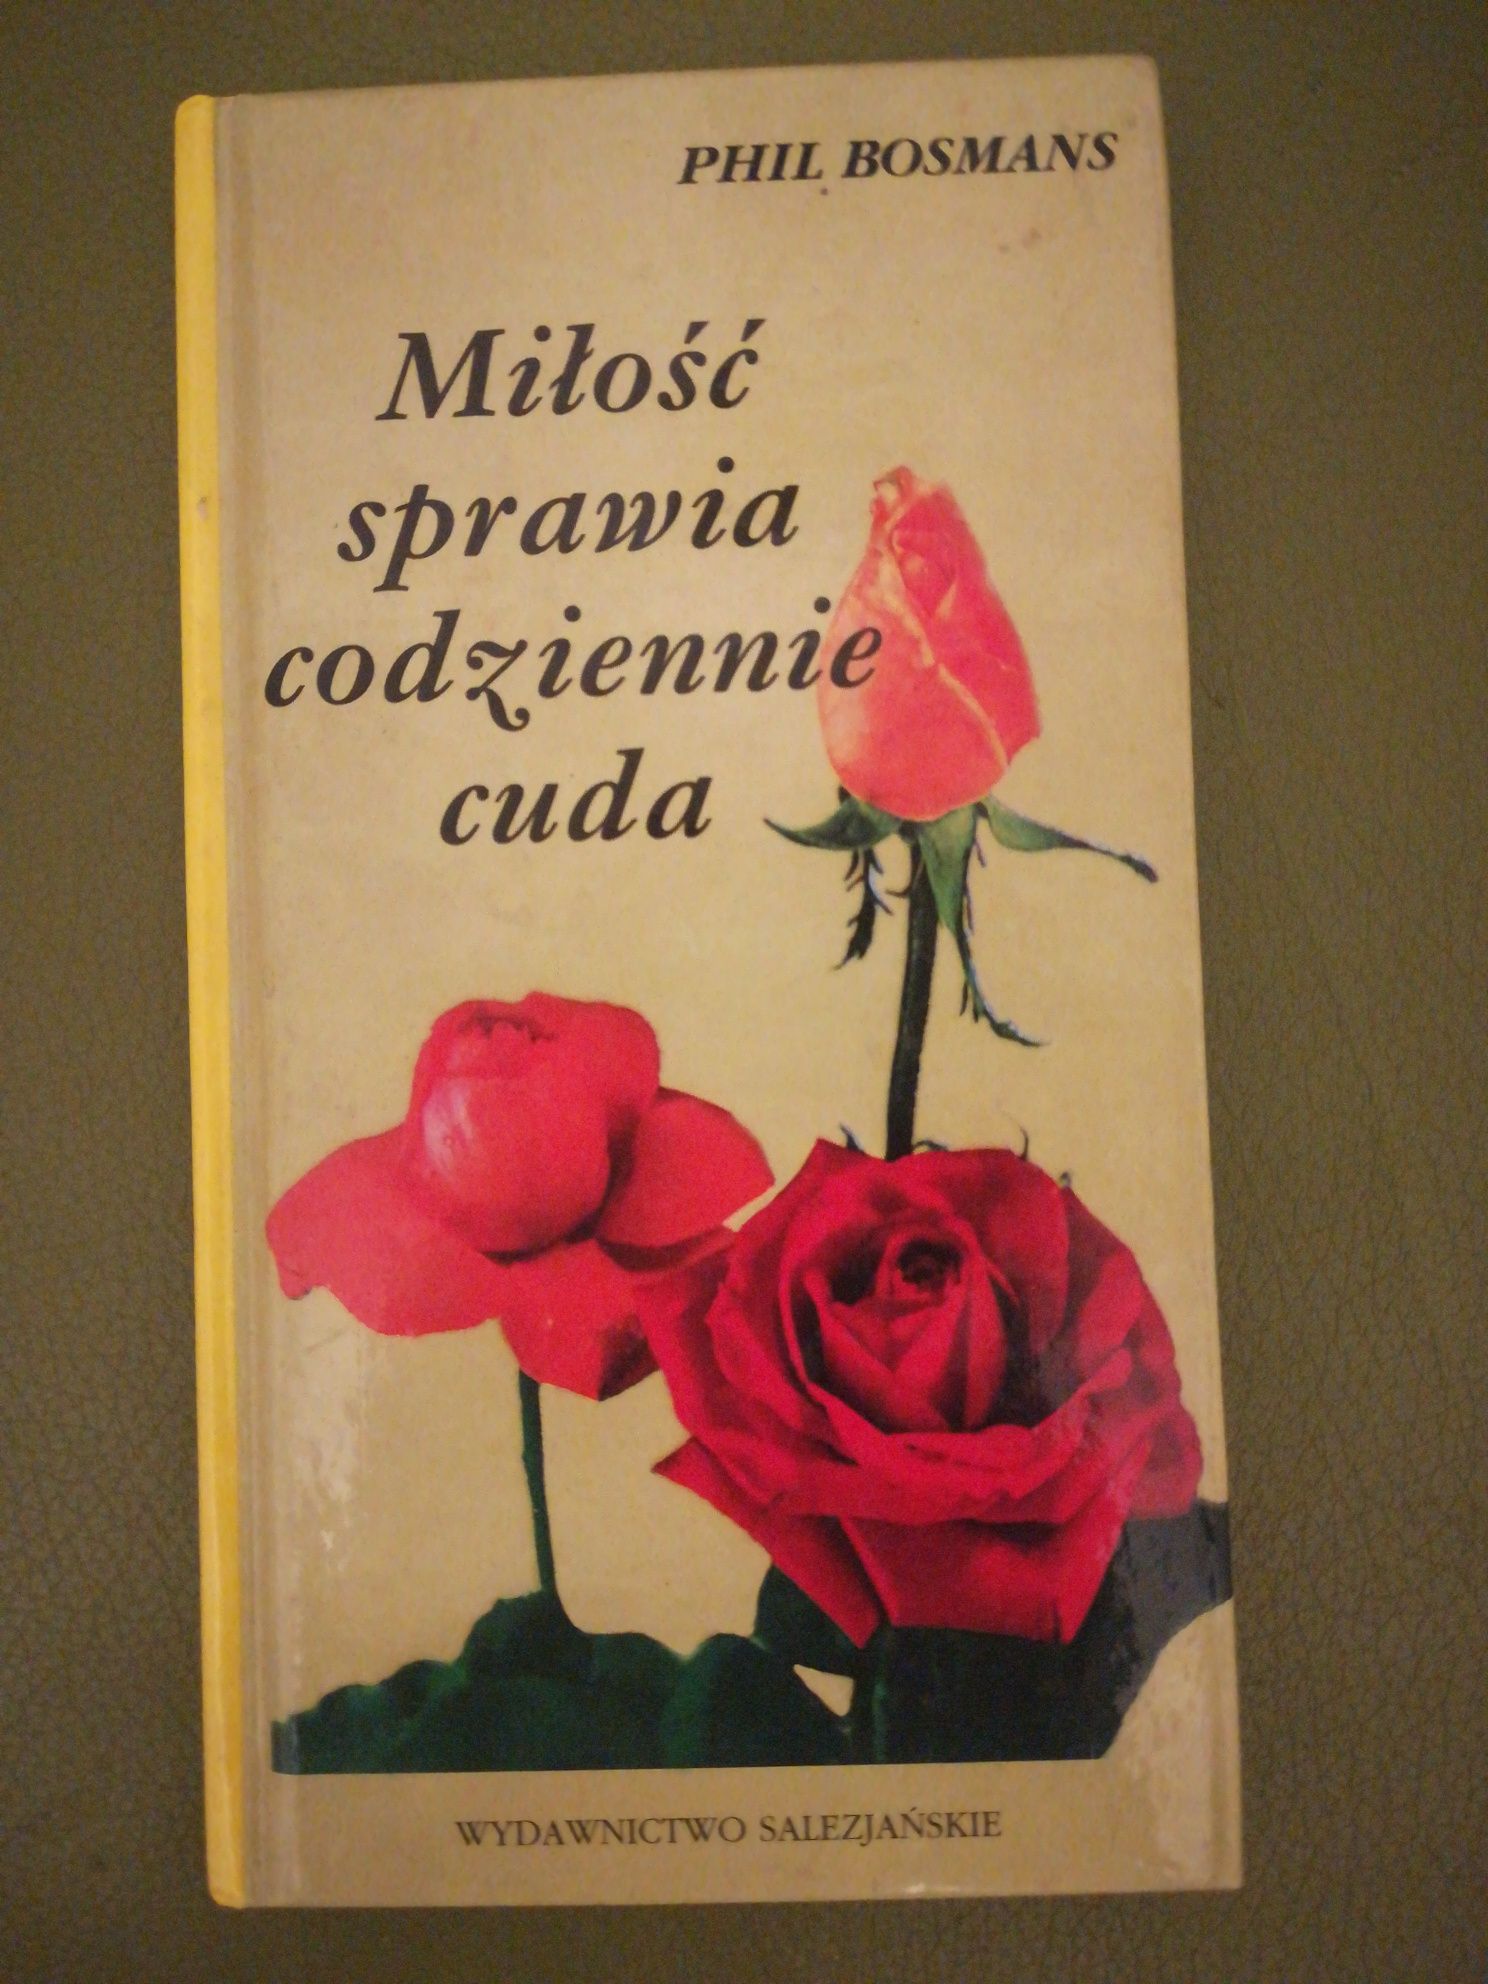 PHIL BOSMANS
Miłość
sprawia
codziennie
cuda
WYDAWNICTWO SALEZJAŃSKIE